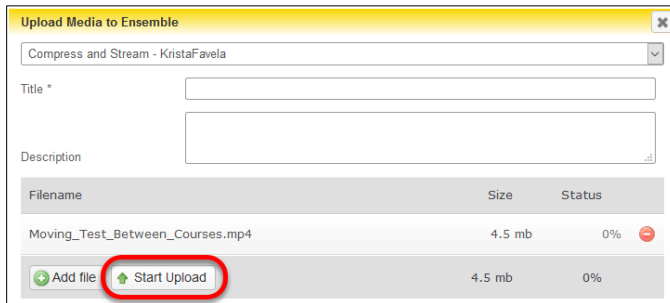 Upload Media to Ensemble
Compress and Stream - KristaFavela
Title *
Description
Filename Size Status
Moving_Test_Between_Courses.mp4 4.5 mb 0%
Add file Start Upload 4.5 mb 0%